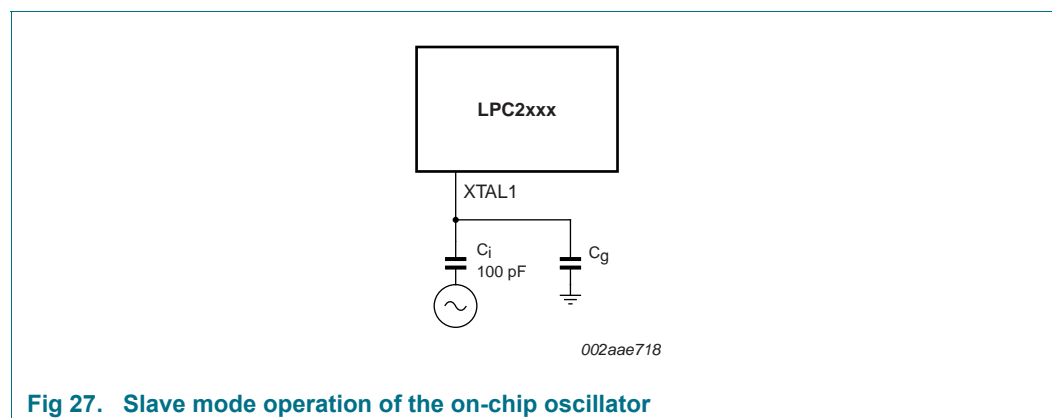 LPC2xxx
XTAL1
Ci
100 pF
Cg
002aae718
Fig 27. Slave mode operation of the on-chip oscillator